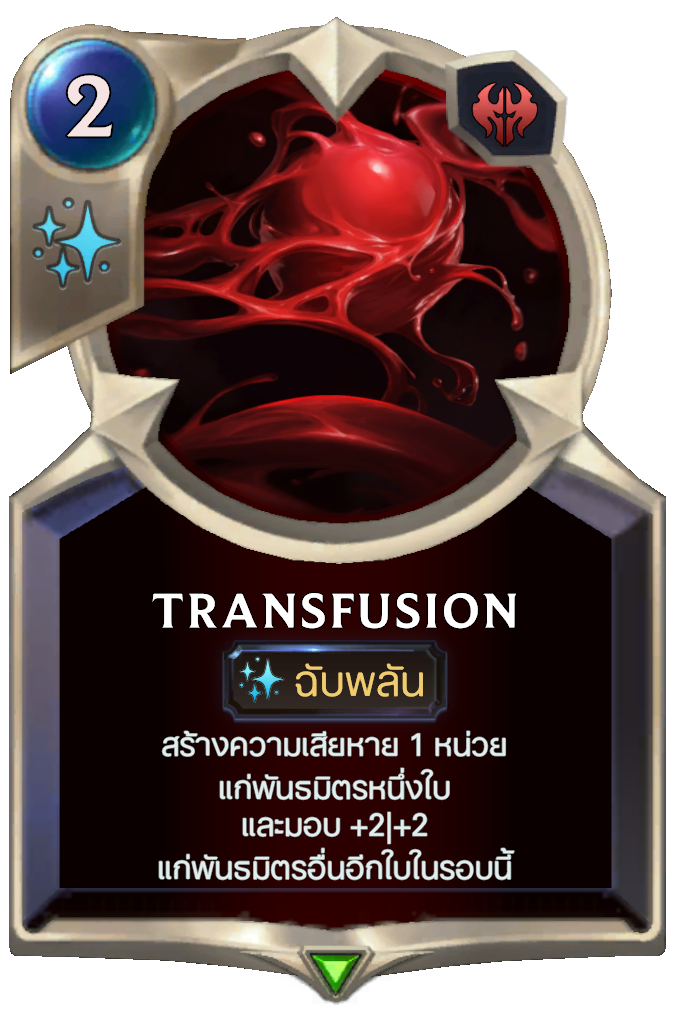 2
TRANSFUSION
ฉับพลัน
สร้างความเสียหาย 1 หน่วย
แก่พันธมิตรหนึ่งใบ
และมอบ +2|+2
แก่พันธมิตรอื่นอีกใบในรอบนี้